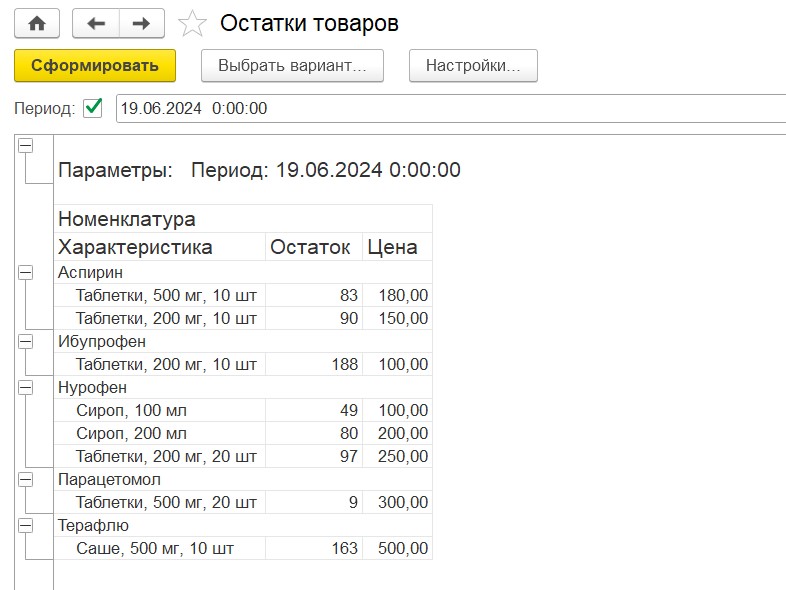 Остатки товаров
Сформировать Выбрать вариант... Настройки...
Период: 19.06.2024 0:00:00
Параметры: Период: 19.06.2024 0:00:00
Номенклатура
Характеристика Остаток Цена
Аспирин
Таблетки, 500 мг, 10 шт 83 180,00
Таблетки, 200 мг, 10 шт 90 150,00
Ибупрофен
Таблетки, 200 мг, 10 шт 188 100,00
Нурофен
Сироп, 100 мл 49 100,00
Сироп, 200 мл 80 200,00
Таблетки, 200 мг, 20 шт 97 250,00
Парацетомол
Таблетки, 500 мг, 20 шт 9 300,00
Терафлю
Саше, 500 мг, 10 шт 163 500,00